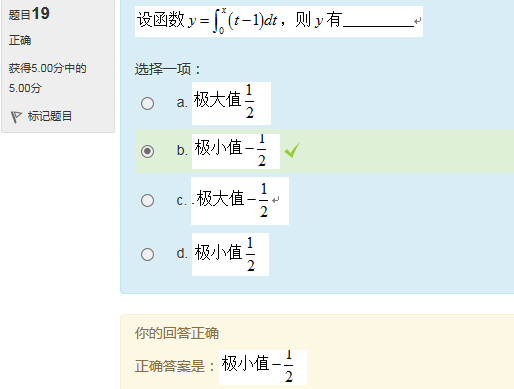 题目19
正确
获得5.00分中的
5.00分
标记题目
设函数 y = ∫₀ˣ (t−1)dt，则 y 有________↵
选择一项：
a. 极大值 1/2
b. 极小值 −1/2
c. .极大值 −1/2 ↵
d. 极小值 1/2
你的回答正确
正确答案是：极小值 −1/2